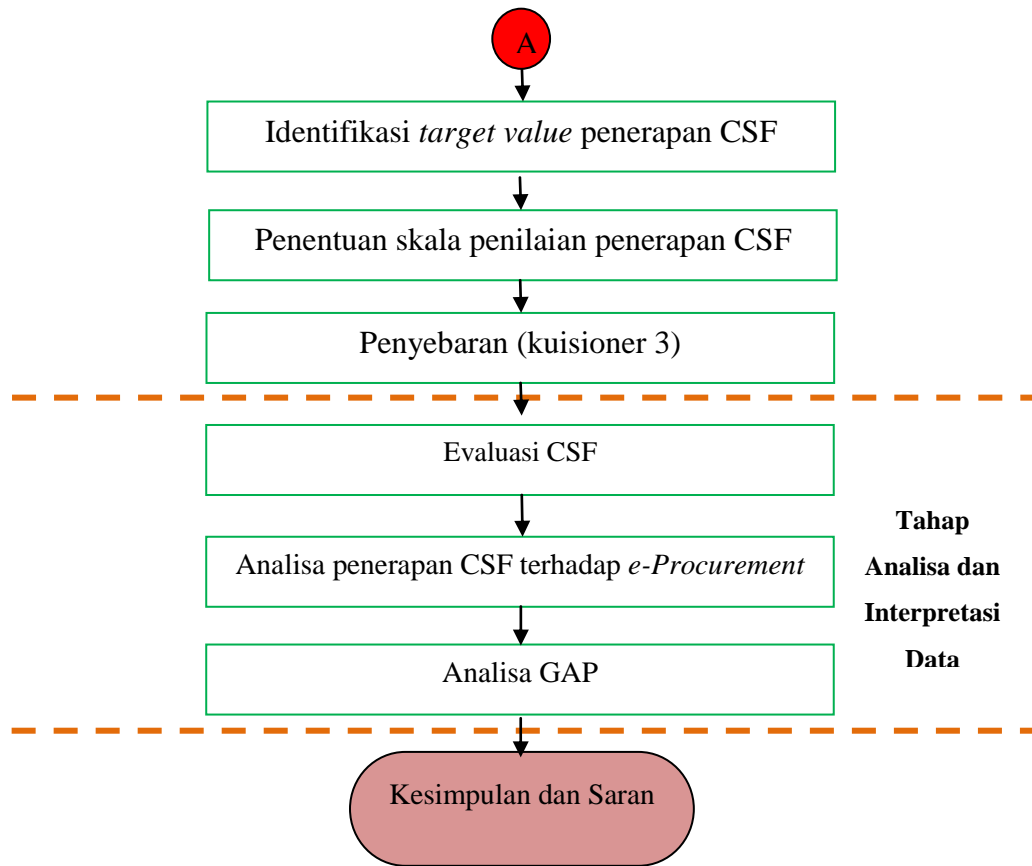 A
Identifikasi target value penerapan CSF
Penentuan skala penilaian penerapan CSF
Penyebaran (kuisioner 3)
Evaluasi CSF
Analisa penerapan CSF terhadap e-Procurement
Analisa GAP
Tahap
Analisa dan
Interpretasi
Data
Kesimpulan dan Saran